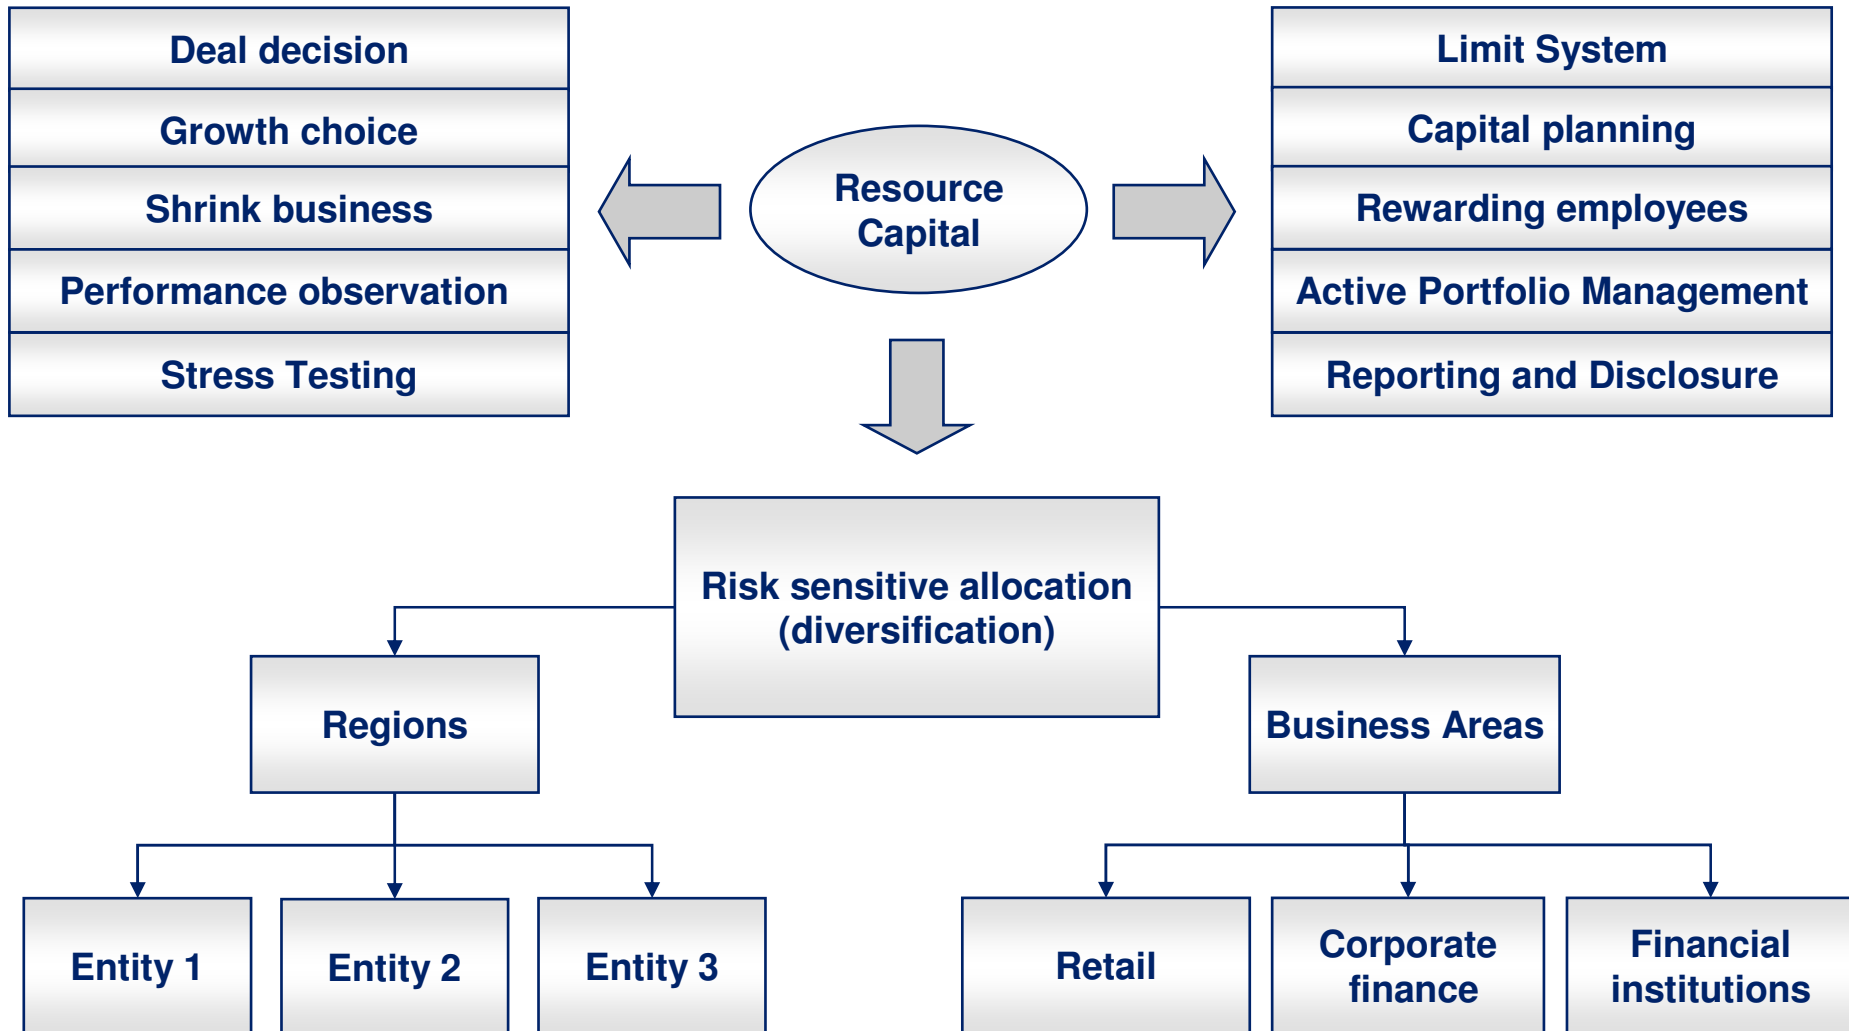 Deal decision
Growth choice
Shrink business
Performance observation
Stress Testing
Resource
Capital
Limit System
Capital planning
Rewarding employees
Active Portfolio Management
Reporting and Disclosure
Risk sensitive allocation
(diversification)
Regions
Business Areas
Entity 1
Entity 2
Entity 3
Retail
Corporate
finance
Financial
institutions